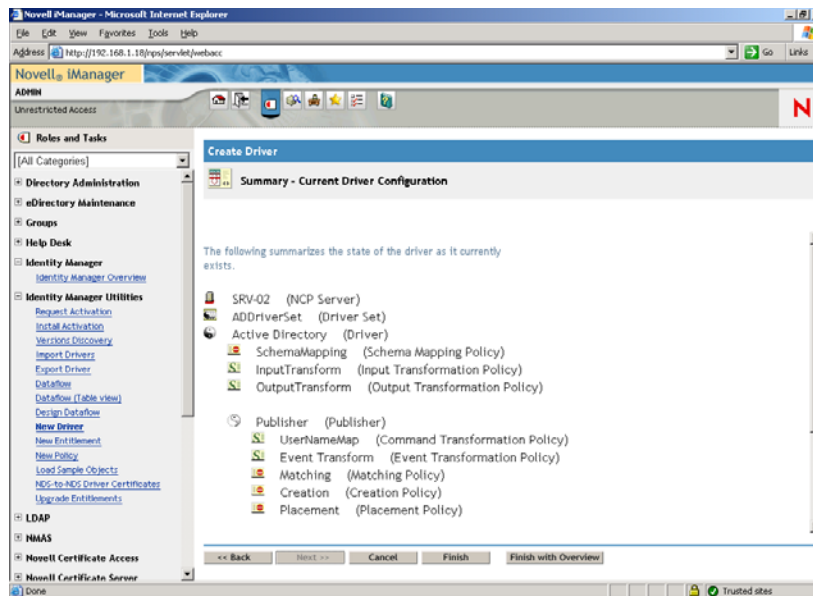 Novell iManager - Microsoft Internet Explorer
File Edit View Favorites Tools Help
Address http://192.168.1.18/nps/servlet/webacc Go Links
Novell® iManager
ADMIN
Unrestricted Access
N
Roles and Tasks
[All Categories]
Directory Administration
eDirectory Maintenance
Groups
Help Desk
Identity Manager
Identity Manager Overview
Identity Manager Utilities
Request Activation
Install Activation
Versions Discovery
Import Drivers
Export Driver
Dataflow
Dataflow (Table view)
Design Dataflow
New Driver
New Entitlement
New Policy
Load Sample Objects
NDS-to-NDS Driver Certificates
Upgrade Entitlements
LDAP
NMAS
Novell Certificate Access
Novell Certificate Server
Create Driver
Summary - Current Driver Configuration
The following summarizes the state of the driver as it currently
exists.
SRV-02 (NCP Server)
ADDriverSet (Driver Set)
Active Directory (Driver)
SchemaMapping (Schema Mapping Policy)
InputTransform (Input Transformation Policy)
OutputTransform (Output Transformation Policy)
Publisher (Publisher)
UserNameMap (Command Transformation Policy)
Event Transform (Event Transformation Policy)
Matching (Matching Policy)
Creation (Creation Policy)
Placement (Placement Policy)
<< Back Next >> Cancel Finish Finish with Overview
Done Trusted sites